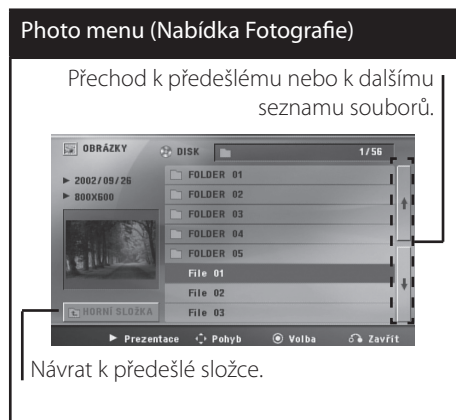 Photo menu (Nabídka Fotografie)
Přechod k předešlému nebo k dalšímu
seznamu souborů.
OBRÁZKY
DISK
1/56
2002/09/26
800X600
FOLDER 01
FOLDER 02
FOLDER 03
FOLDER 04
FOLDER 05
File 01
File 02
File 03
HORNÍ SLOŽKA
Prezentace Pohyb Volba Zavřít
Návrat k předešlé složce.